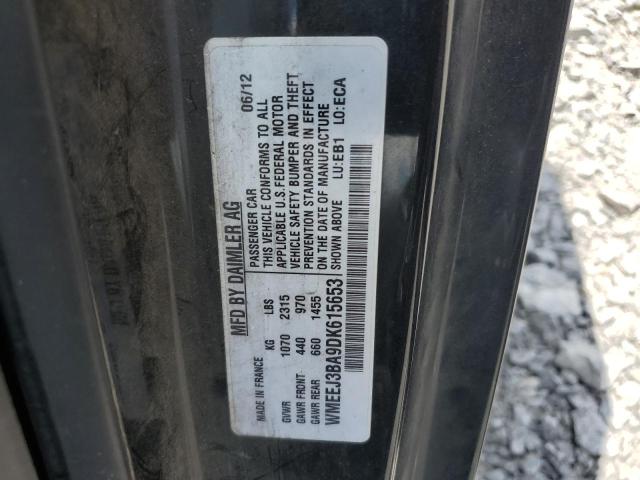 MFD BY DAIMLER AG
MADE IN FRANCE
PASSENGER CAR 06/12
KG LBS
GVWR 1070 2315
GAWR FRONT 440 970
GAWR REAR 660 1455
THIS VEHICLE CONFORMS TO ALL
APPLICABLE U.S. FEDERAL MOTOR
VEHICLE SAFETY BUMPER AND THEFT
PREVENTION STANDARDS IN EFFECT
ON THE DATE OF MANUFACTURE
SHOWN ABOVE LU:EB1 LO:ECA
WMEEJ3BA9DK615653